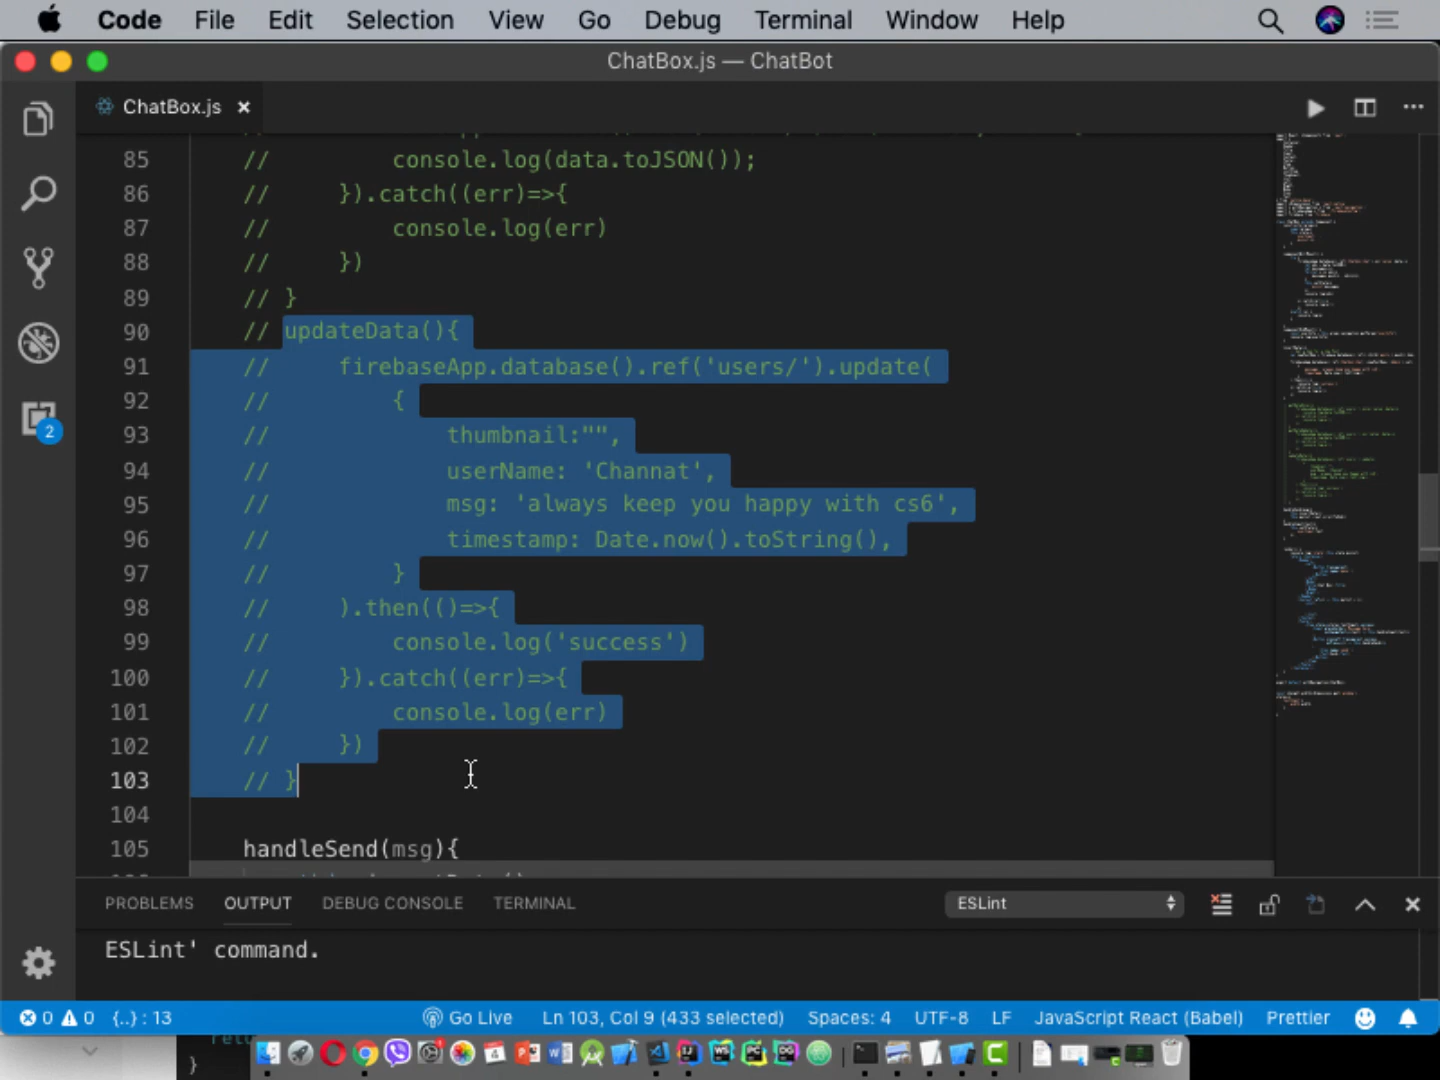 Code File Edit Selection View Go Debug Terminal Window Help
ChatBox.js — ChatBot
ChatBox.js
85 // console.log(data.toJSON());
86 // }).catch((err)=>{
87 // console.log(err)
88 // })
89 // }
90 // updateData(){
91 // firebaseApp.database().ref('users/').update(
92 // {
93 // thumbnail:"",
94 // userName: 'Channat',
95 // msg: 'always keep you happy with cs6',
96 // timestamp: Date.now().toString(),
97 // }
98 // ).then(()=>{
99 // console.log('success')
100 // }).catch((err)=>{
101 // console.log(err)
102 // })
103 // }
104
105 handleSend(msg){
2
PROBLEMS OUTPUT DEBUG CONSOLE TERMINAL ESLint
ESLint' command.
0 0 {..} : 13 Go Live Ln 103, Col 9 (433 selected) Spaces: 4 UTF-8 LF JavaScript React (Babel) Prettier
}